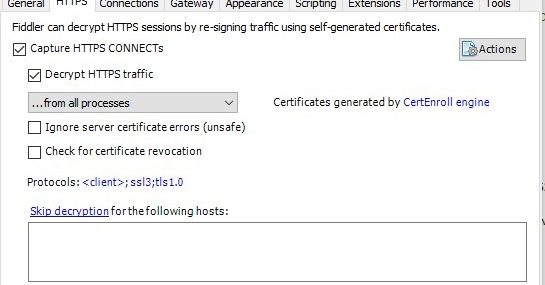 General HTTPS Connections Gateway Appearance Scripting Extensions Performance Tools
Fiddler can decrypt HTTPS sessions by re-signing traffic using self-generated certificates.
Capture HTTPS CONNECTs
Actions
Decrypt HTTPS traffic
...from all processes
Certificates generated by CertEnroll engine
Ignore server certificate errors (unsafe)
Check for certificate revocation
Protocols: <client>; ssl3;tls1.0
Skip decryption for the following hosts: